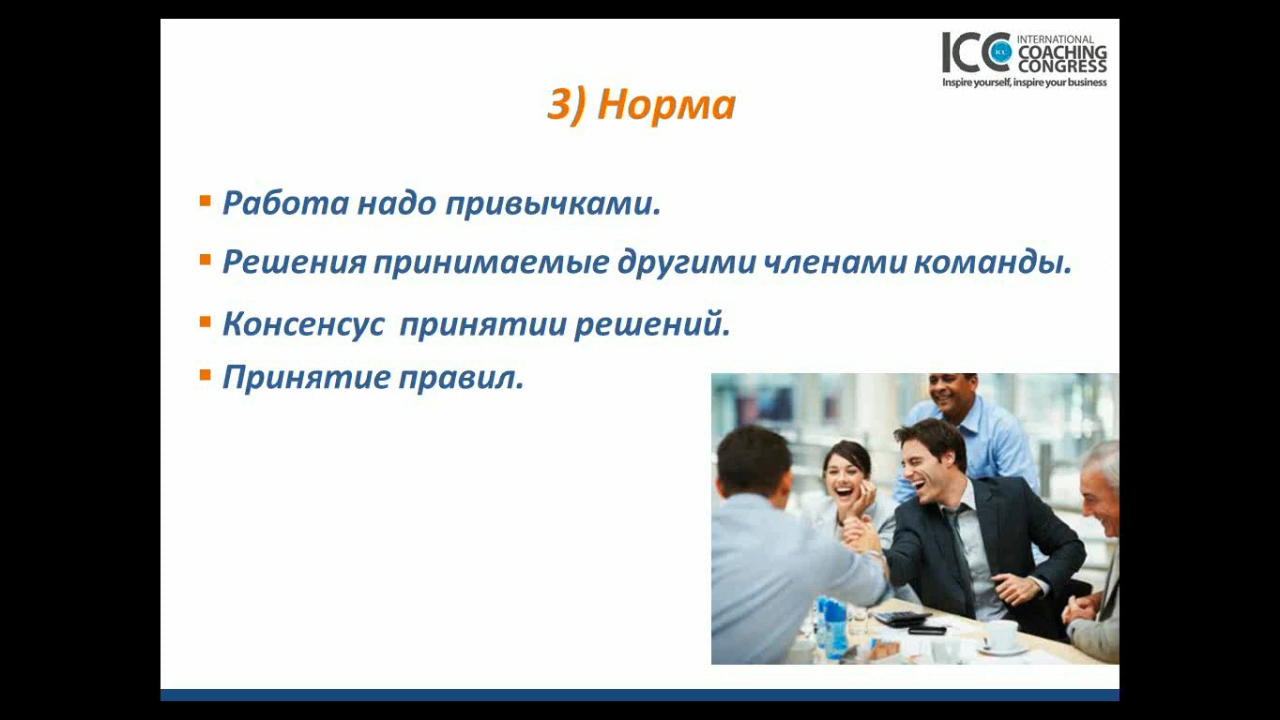 ICC INTERNATIONAL
COACHING
CONGRESS
Inspire yourself, inspire your business
3) Норма
Работа надо привычками.
Решения принимаемые другими членами команды.
Консенсус принятии решений.
Принятие правил.